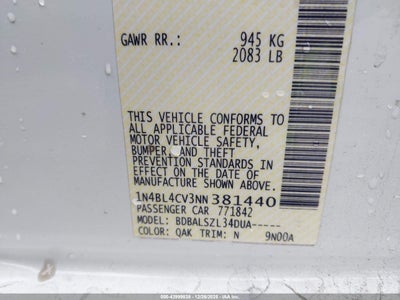 GAWR RR.: 945 KG
2083 LB
THIS VEHICLE CONFORMS TO
ALL APPLICABLE FEDERAL
MOTOR VEHICLE SAFETY,
BUMPER, AND THEFT
PREVENTION STANDARDS IN
EFFECT ON THE DATE OF
MANUFACTURE SHOWN ABOVE.
1N4BL4CV3NN381440
PASSENGER CAR 771842
MODEL: BDBALSZL34DUA-----
COLOR: QAK TRIM: N 9N00A